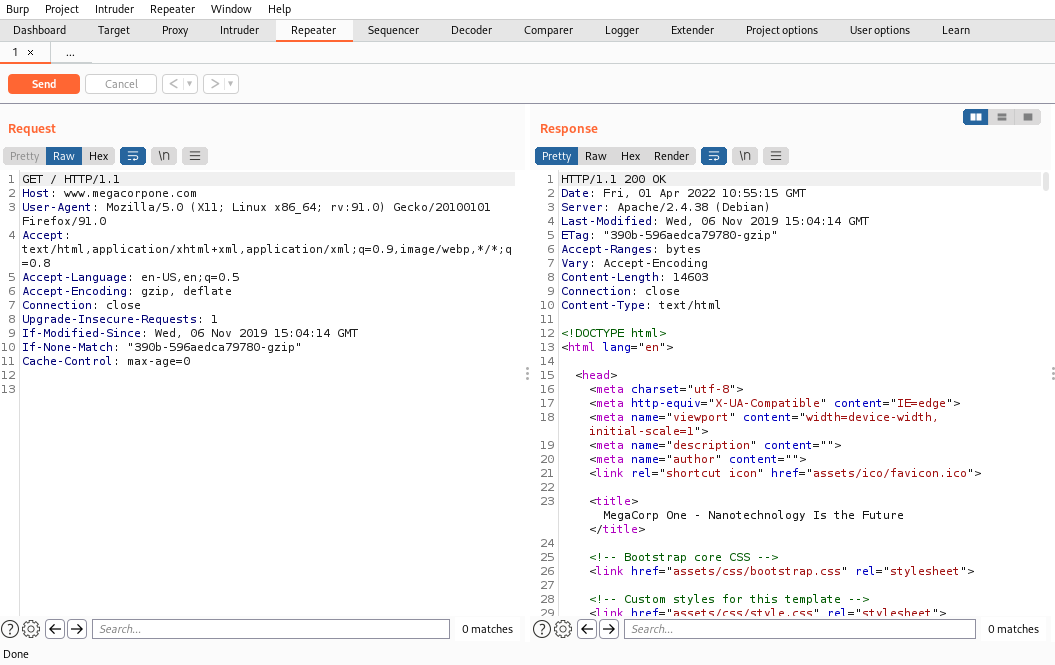 Burp Project Intruder Repeater Window Help
Dashboard Target Proxy Intruder Repeater Sequencer Decoder Comparer Logger Extender Project options User options Learn
1 × ...
Send Cancel < ▾ > ▾
Request
Pretty Raw Hex \n
1 GET / HTTP/1.1
2 Host: www.megacorpone.com
3 User-Agent: Mozilla/5.0 (X11; Linux x86_64; rv:91.0) Gecko/20100101
Firefox/91.0
4 Accept:
text/html,application/xhtml+xml,application/xml;q=0.9,image/webp,*/*;q
=0.8
5 Accept-Language: en-US,en;q=0.5
6 Accept-Encoding: gzip, deflate
7 Connection: close
8 Upgrade-Insecure-Requests: 1
9 If-Modified-Since: Wed, 06 Nov 2019 15:04:14 GMT
10 If-None-Match: "390b-596aedca79780-gzip"
11 Cache-Control: max-age=0
12
13
Search... 0 matches
Response
Pretty Raw Hex Render \n
1 HTTP/1.1 200 OK
2 Date: Fri, 01 Apr 2022 10:55:15 GMT
3 Server: Apache/2.4.38 (Debian)
4 Last-Modified: Wed, 06 Nov 2019 15:04:14 GMT
5 ETag: "390b-596aedca79780-gzip"
6 Accept-Ranges: bytes
7 Vary: Accept-Encoding
8 Content-Length: 14603
9 Connection: close
10 Content-Type: text/html
11
12 <!DOCTYPE html>
13 <html lang="en">
14
15 <head>
16 <meta charset="utf-8">
17 <meta http-equiv="X-UA-Compatible" content="IE=edge">
18 <meta name="viewport" content="width=device-width,
initial-scale=1">
19 <meta name="description" content="">
20 <meta name="author" content="">
21 <link rel="shortcut icon" href="assets/ico/favicon.ico">
22
23 <title>
MegaCorp One - Nanotechnology Is the Future
</title>
24
25 <!-- Bootstrap core CSS -->
26 <link href="assets/css/bootstrap.css" rel="stylesheet">
27
28 <!-- Custom styles for this template -->
29 <link href="assets/css/style.css" rel="stylesheet">
Search... 0 matches
Done